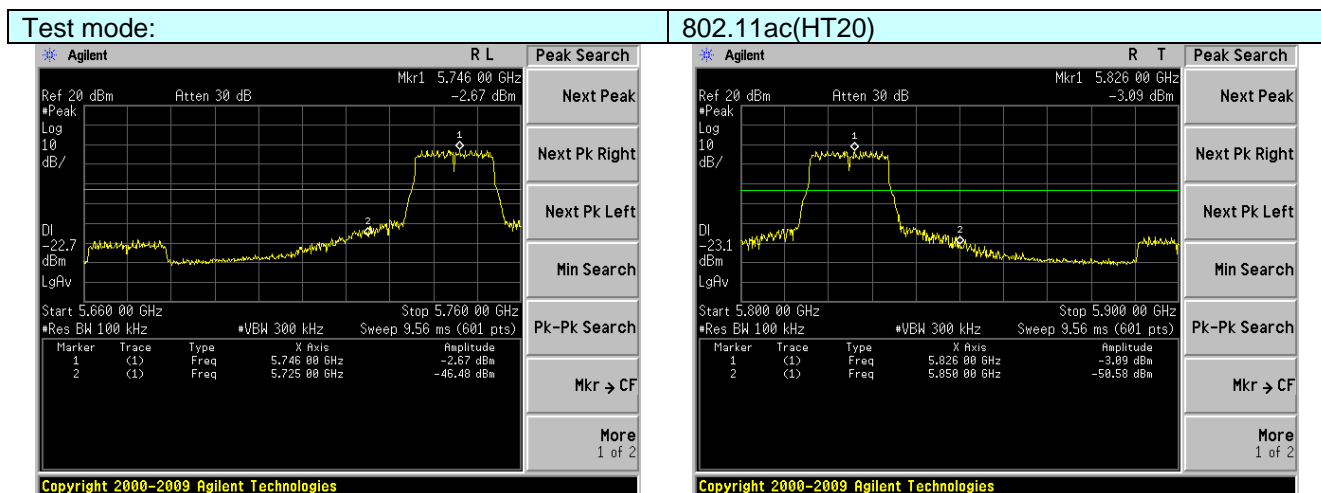 Test mode: 802.11ac(HT20)
Agilent R L Peak Search
Mkr1 5.746 00 GHz
Ref 20 dBm Atten 30 dB -2.67 dBm
#Peak
Log
10
dB/
1
2
DI
-22.7
dBm
LgAv
Start 5.660 00 GHz Stop 5.760 00 GHz
#Res BW 100 kHz #VBW 300 kHz Sweep 9.56 ms (601 pts)
Marker Trace Type X Axis Amplitude
1 (1) Freq 5.746 00 GHz -2.67 dBm
2 (1) Freq 5.725 00 GHz -46.48 dBm
Next Peak
Next Pk Right
Next Pk Left
Min Search
Pk-Pk Search
Mkr → CF
More
1 of 2
Copyright 2000-2009 Agilent Technologies
Agilent R T Peak Search
Mkr1 5.826 00 GHz
Ref 20 dBm Atten 30 dB -3.09 dBm
#Peak
Log
10
dB/
1
2
DI
-23.1
dBm
LgAv
Start 5.800 00 GHz Stop 5.900 00 GHz
#Res BW 100 kHz #VBW 300 kHz Sweep 9.56 ms (601 pts)
Marker Trace Type X Axis Amplitude
1 (1) Freq 5.826 00 GHz -3.09 dBm
2 (1) Freq 5.850 00 GHz -50.58 dBm
Next Peak
Next Pk Right
Next Pk Left
Min Search
Pk-Pk Search
Mkr → CF
More
1 of 2
Copyright 2000-2009 Agilent Technologies